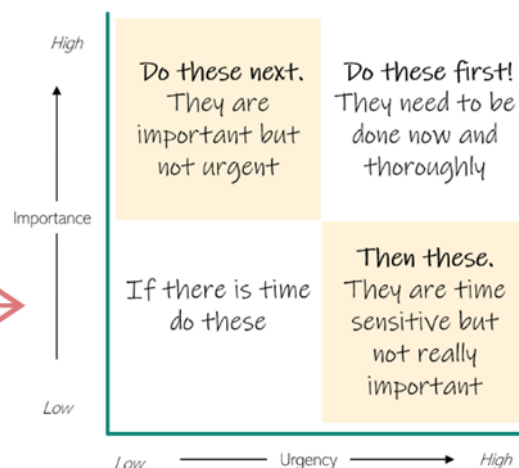 High
Do these next.
They are
important but
not urgent
Do these first!
They need to be
done now and
thoroughly
Importance
If there is time
do these
Then these.
They are time
sensitive but
not really
important
Low
Low
Urgency
High